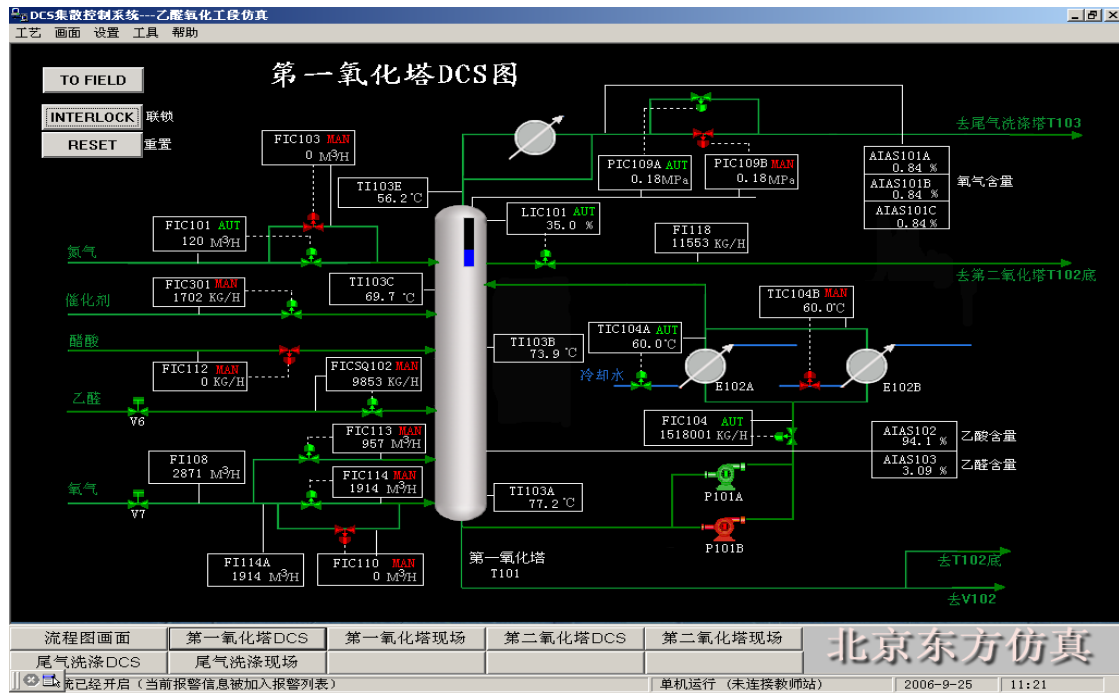 DCS集散控制系统---乙醛氧化工段仿真
工艺 画面 设置 工具 帮助
TO FIELD
第一氧化塔DCS图
INTERLOCK 联锁
RESET 重置
FIC103 MAN
0 M3/H
去尾气洗涤塔T103
PIC109A AUT
0.18MPa
PIC109B MAN
0.18MPa
AIAS101A
0.84 %
AIAS101B
0.84 %
AIAS101C
0.84%
氧气含量
TI103E
56.2℃
FIC101 AUT
120 M3/H
LIC101 AUT
35.0 %
FI118
11553 KG/H
氮气
去第二氧化塔T102底
TI103C
69.7 ℃
FIC301 MAN
1702 KG/H
催化剂
TIC104B MAN
60.0℃
TIC104A AUT
60.0℃
醋酸
TI103B
73.9 ℃
FIC112 MAN
0 KG/H
FICSQ102 MAN
9853 KG/H
冷却水
E102A
E102B
乙醛
V6
FIC104 AUT
1518001 KG/H
FIC113 MAN
957 M3/H
AIAS102
94.1 %
乙酸含量
AIAS103
3.09 %
乙醛含量
FI108
2871 M3/H
FIC114 MAN
1914 M3/H
氧气
V7
TI103A
77.2 ℃
P101A
P101B
FI114A
1914 M3/H
FIC110 MAN
0 M3/H
第一氧化塔
T101
去T102底
去V102
流程图画面 第一氧化塔DCS 第一氧化塔现场 第二氧化塔DCS 第二氧化塔现场
北京东方仿真
尾气洗涤DCS 尾气洗涤现场
统已经开启（当前报警信息被加入报警列表） 单机运行（未连接教师站） 2006-9-25 11:21